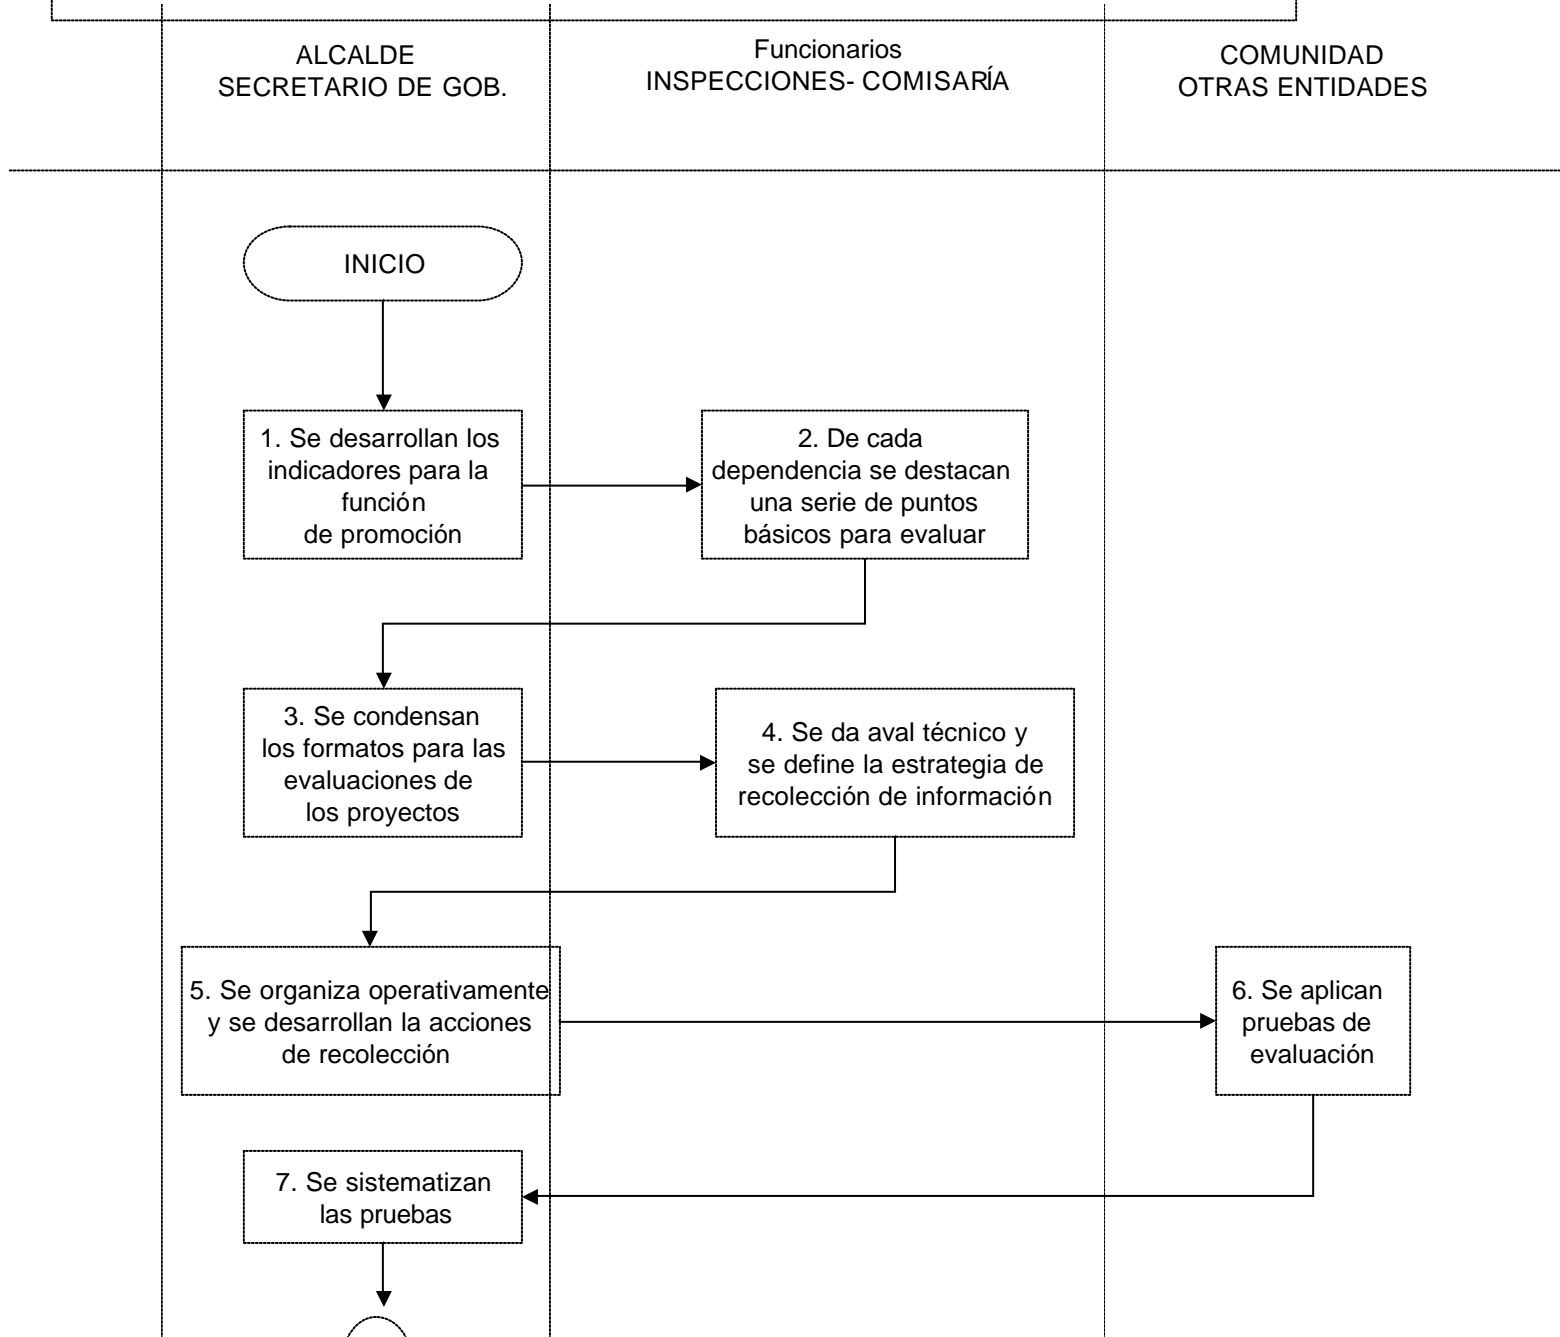 ALCALDE
SECRETARIO DE GOB.
Funcionarios
INSPECCIONES- COMISARÍA
COMUNIDAD
OTRAS ENTIDADES
INICIO
1. Se desarrollan los
indicadores para la
función
de promoción
2. De cada
dependencia se destacan
una serie de puntos
básicos para evaluar
3. Se condensan
los formatos para las
evaluaciones de
los proyectos
4. Se da aval técnico y
se define la estrategia de
recolección de información
5. Se organiza operativamente
y se desarrollan la acciones
de recolección
6. Se aplican
pruebas de
evaluación
7. Se sistematizan
las pruebas